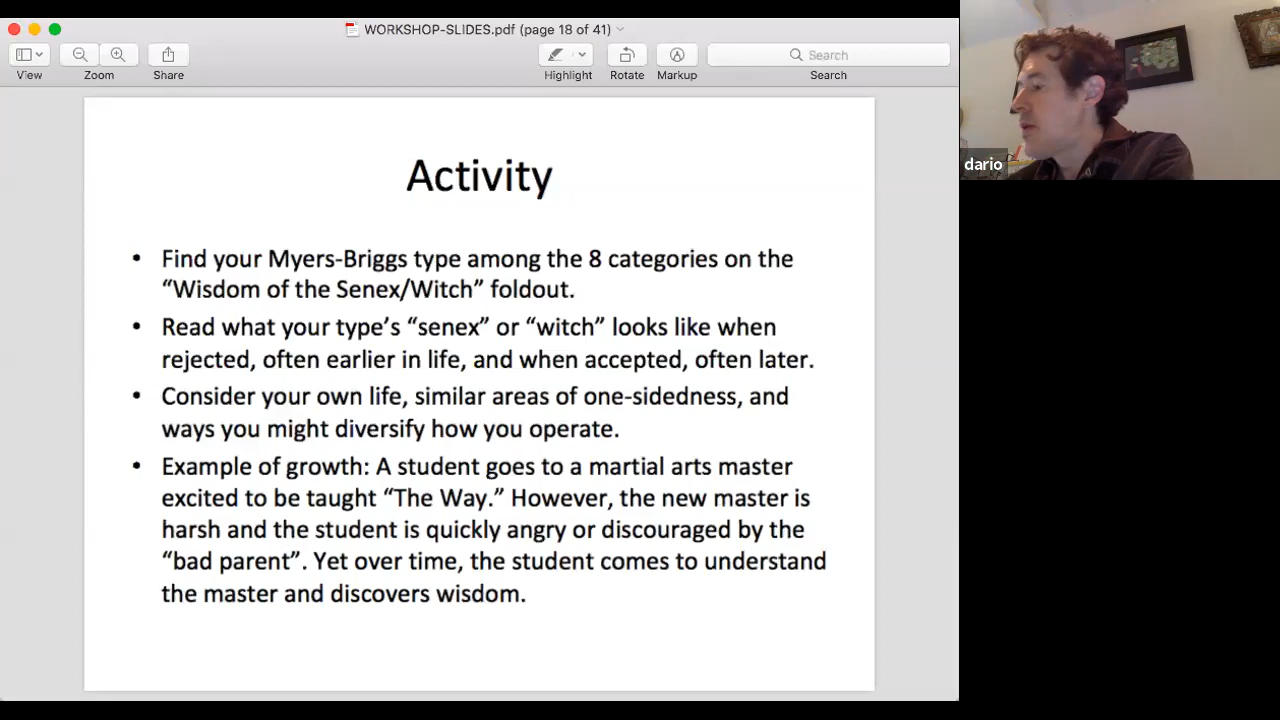 WORKSHOP-SLIDES.pdf (page 18 of 41)
View
Zoom
Share
Highlight
Rotate
Markup
Search
Search
dario
Activity
• Find your Myers-Briggs type among the 8 categories on the
“Wisdom of the Senex/Witch” foldout.
• Read what your type’s “senex” or “witch” looks like when
rejected, often earlier in life, and when accepted, often later.
• Consider your own life, similar areas of one-sidedness, and
ways you might diversify how you operate.
• Example of growth: A student goes to a martial arts master
excited to be taught “The Way.” However, the new master is
harsh and the student is quickly angry or discouraged by the
“bad parent”. Yet over time, the student comes to understand
the master and discovers wisdom.